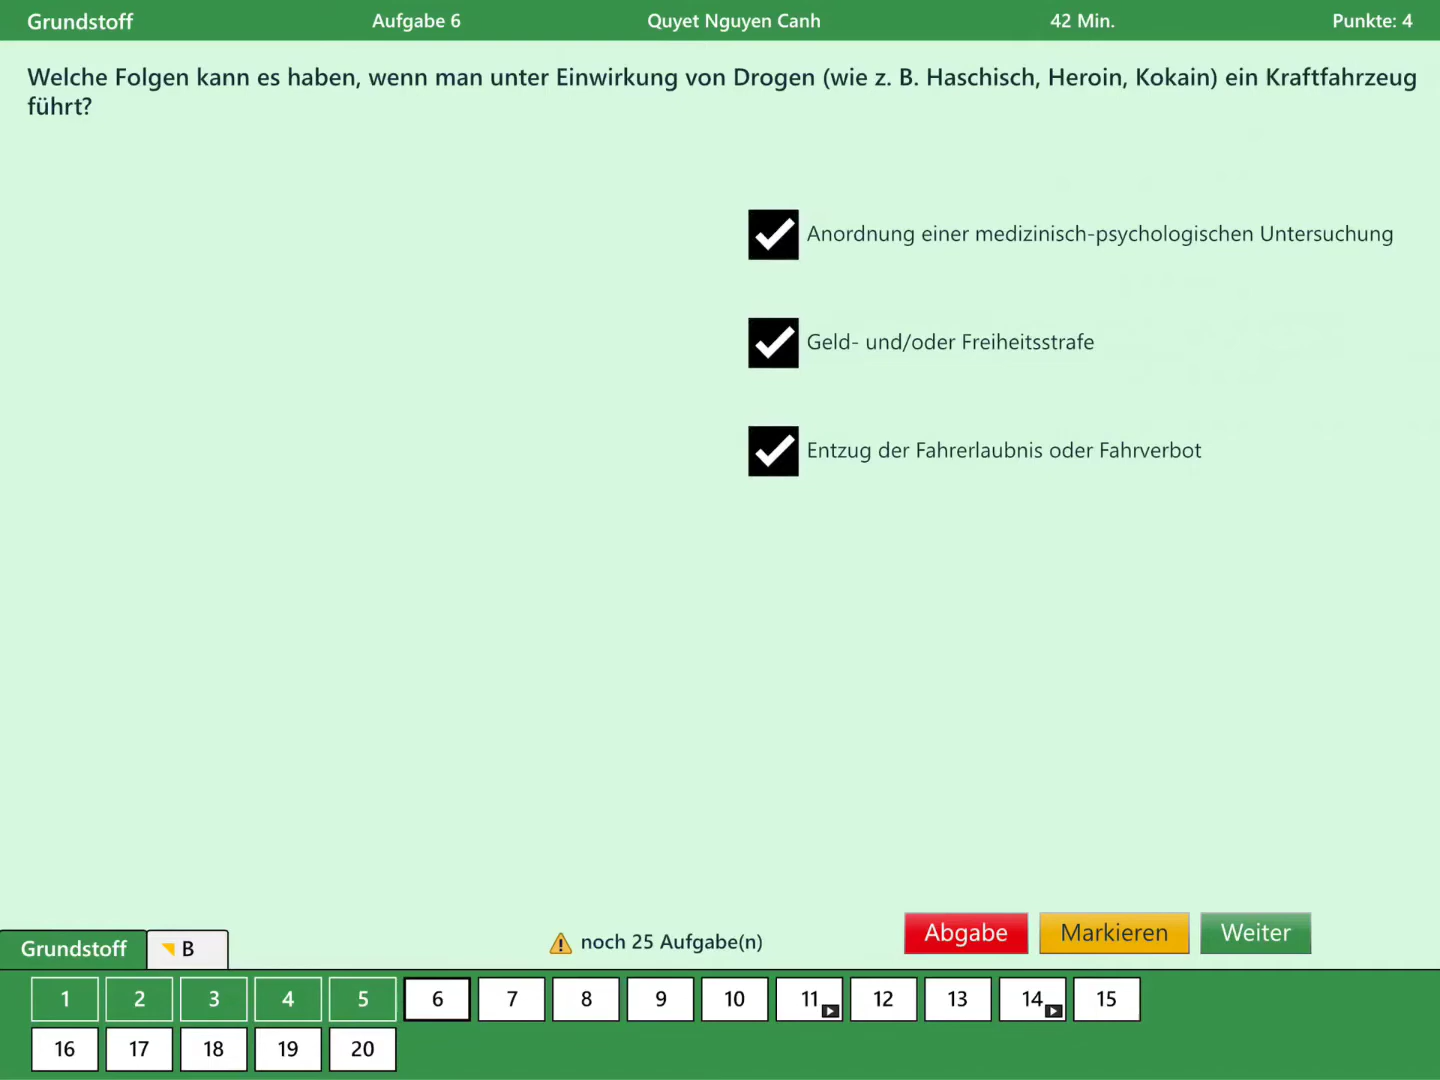 Grundstoff Aufgabe 6 Quyet Nguyen Canh 42 Min. Punkte: 4
Welche Folgen kann es haben, wenn man unter Einwirkung von Drogen (wie z. B. Haschisch, Heroin, Kokain) ein Kraftfahrzeug
führt?
Anordnung einer medizinisch-psychologischen Untersuchung
Geld- und/oder Freiheitsstrafe
Entzug der Fahrerlaubnis oder Fahrverbot
Grundstoff B noch 25 Aufgabe(n) Abgabe Markieren Weiter
1 2 3 4 5 6 7 8 9 10 11 12 13 14 15
16 17 18 19 20